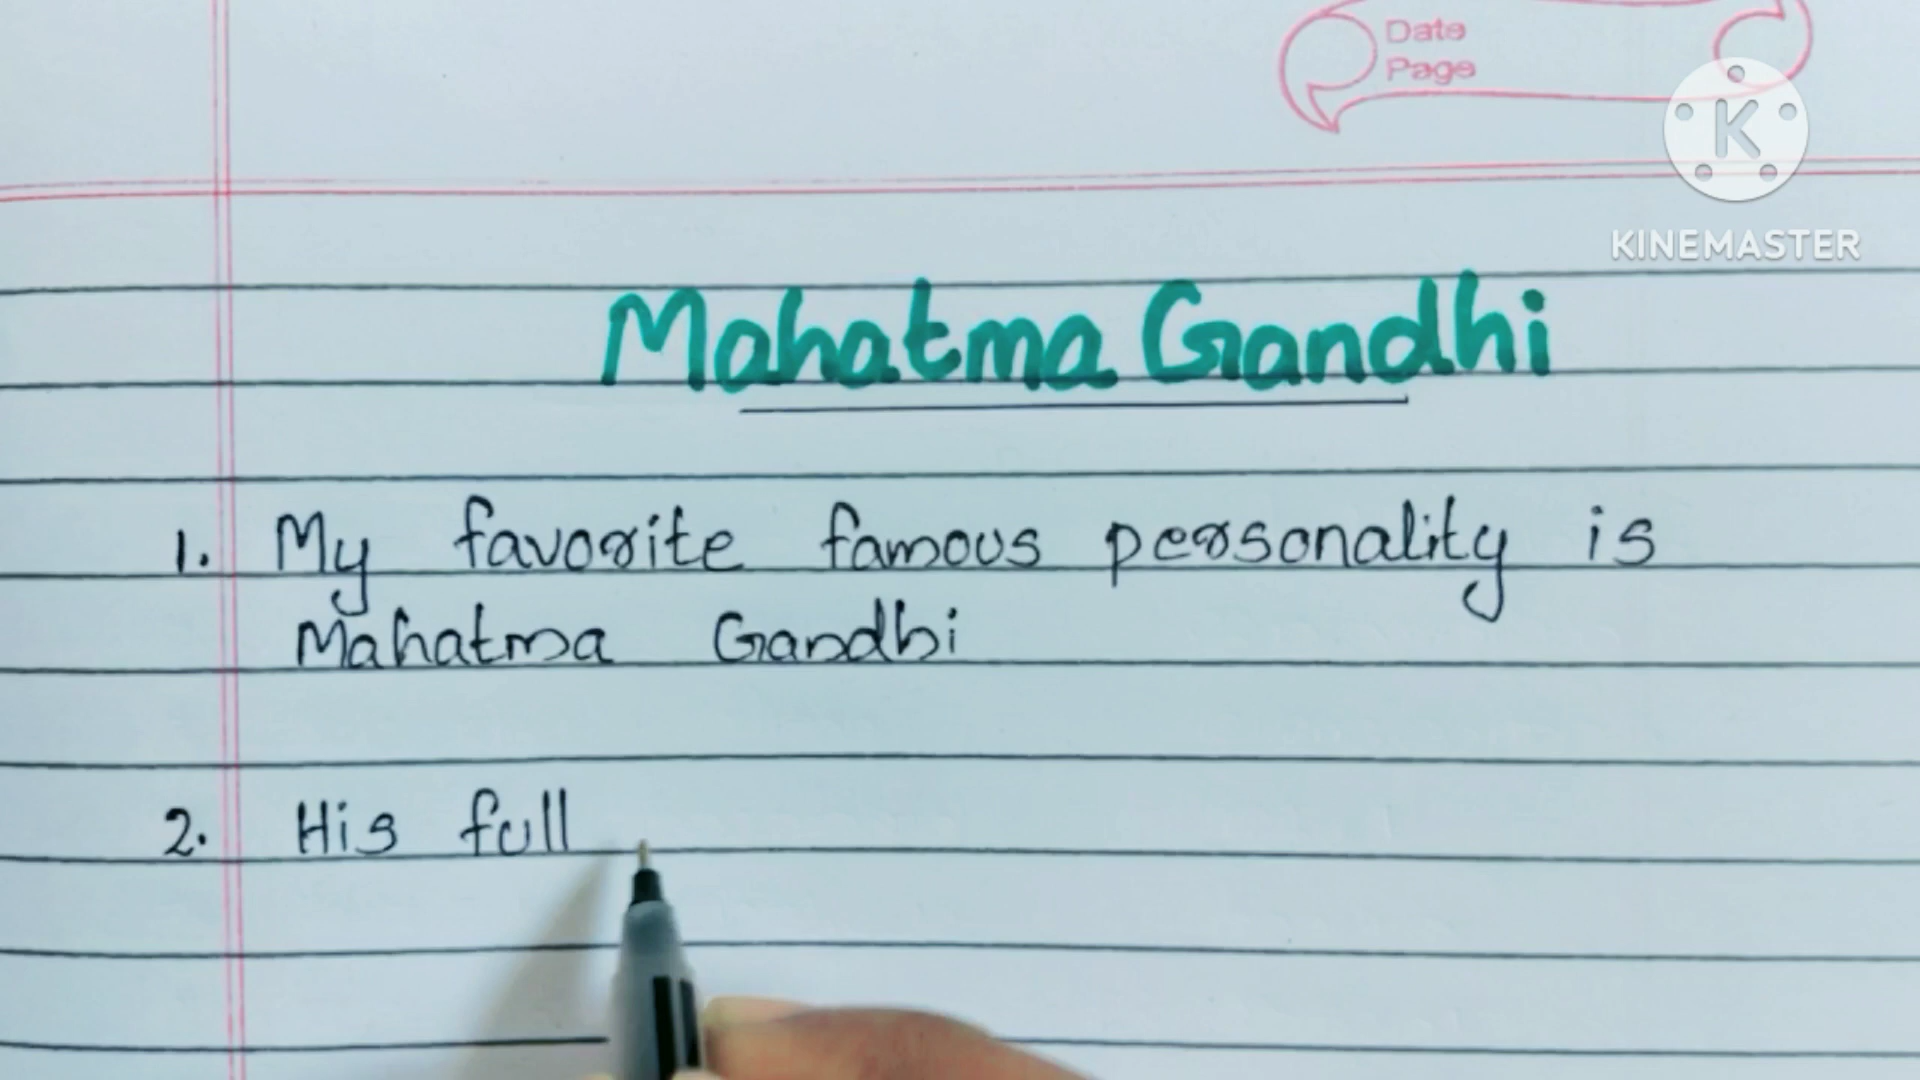 Date
Page
KINEMASTER
Mahatma Gandhi
1. My favorite famous personality is
Mahatma Gandhi
2. His full